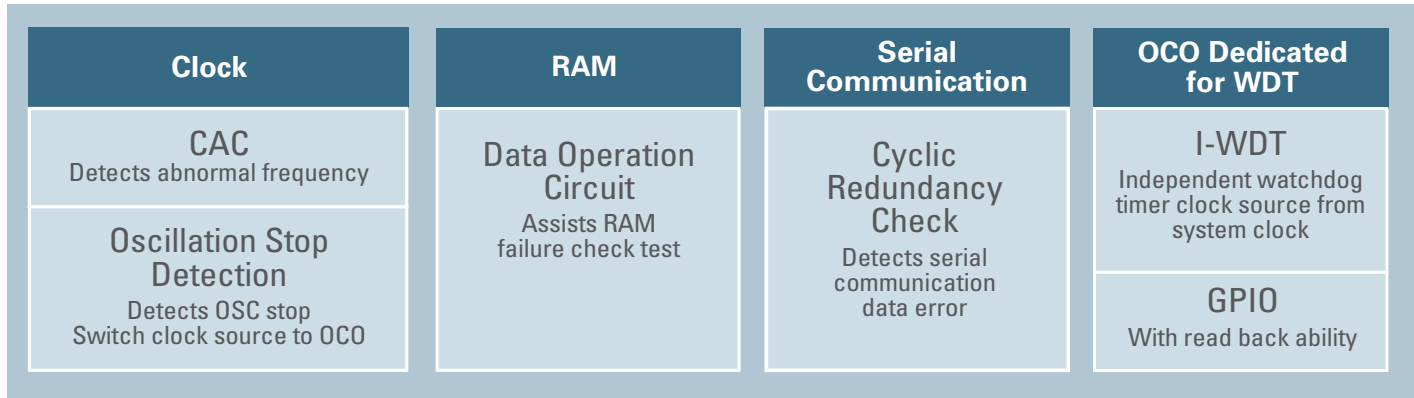 Clock
CAC
Detects abnormal frequency
Oscillation Stop
Detection
Detects OSC stop
Switch clock source to OCO
RAM
Data Operation
Circuit
Assists RAM
failure check test
Serial
Communication
Cyclic
Redundancy
Check
Detects serial
communication
data error
OCO Dedicated
for WDT
I-WDT
Independent watchdog
timer clock source from
system clock
GPIO
With read back ability